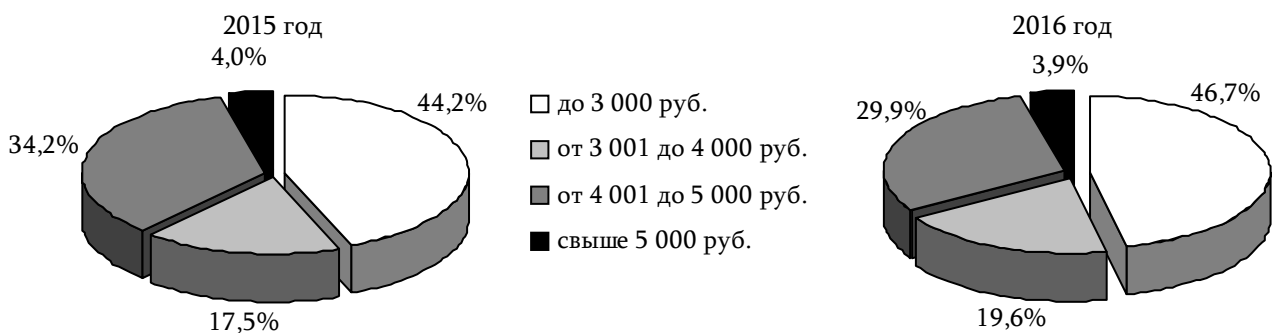 2015 год
4,0%
44,2%
34,2%
17,5%
до 3 000 руб.
от 3 001 до 4 000 руб.
от 4 001 до 5 000 руб.
свыше 5 000 руб.
2016 год
3,9%
46,7%
29,9%
19,6%